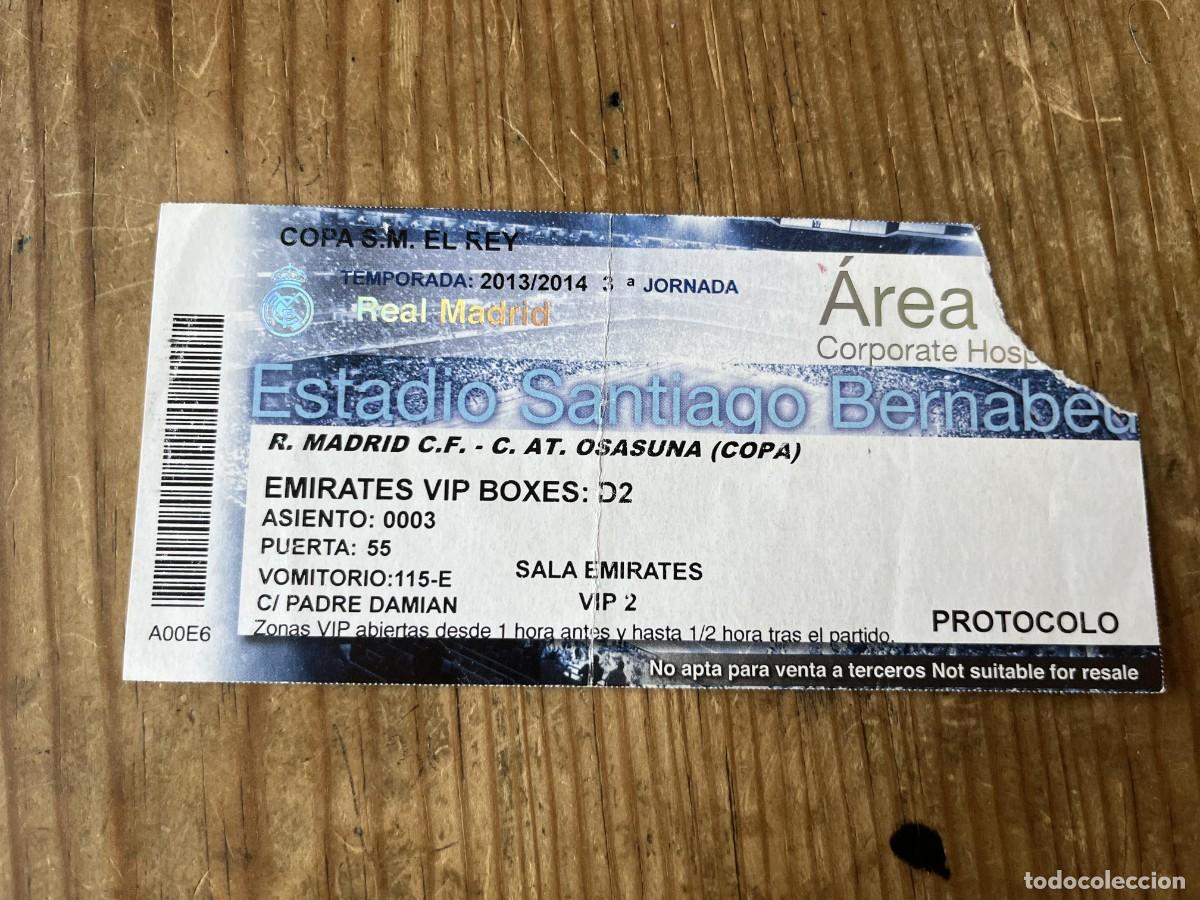 COPA S.M. EL REY
TEMPORADA: 2013/2014 3 ª JORNADA
Real Madrid
Área
Corporate Hosp
Estadio Santiago Bernabeu
R. MADRID C.F. - C. AT. OSASUNA (COPA)
EMIRATES VIP BOXES: D2
ASIENTO: 0003
PUERTA: 55
VOMITORIO:115-E
SALA EMIRATES
C/ PADRE DAMIAN
VIP 2
PROTOCOLO
Zonas VIP abiertas desde 1 hora antes y hasta 1/2 hora tras el partido.
No apta para venta a terceros Not suitable for resale
A00E6
todocoleccion